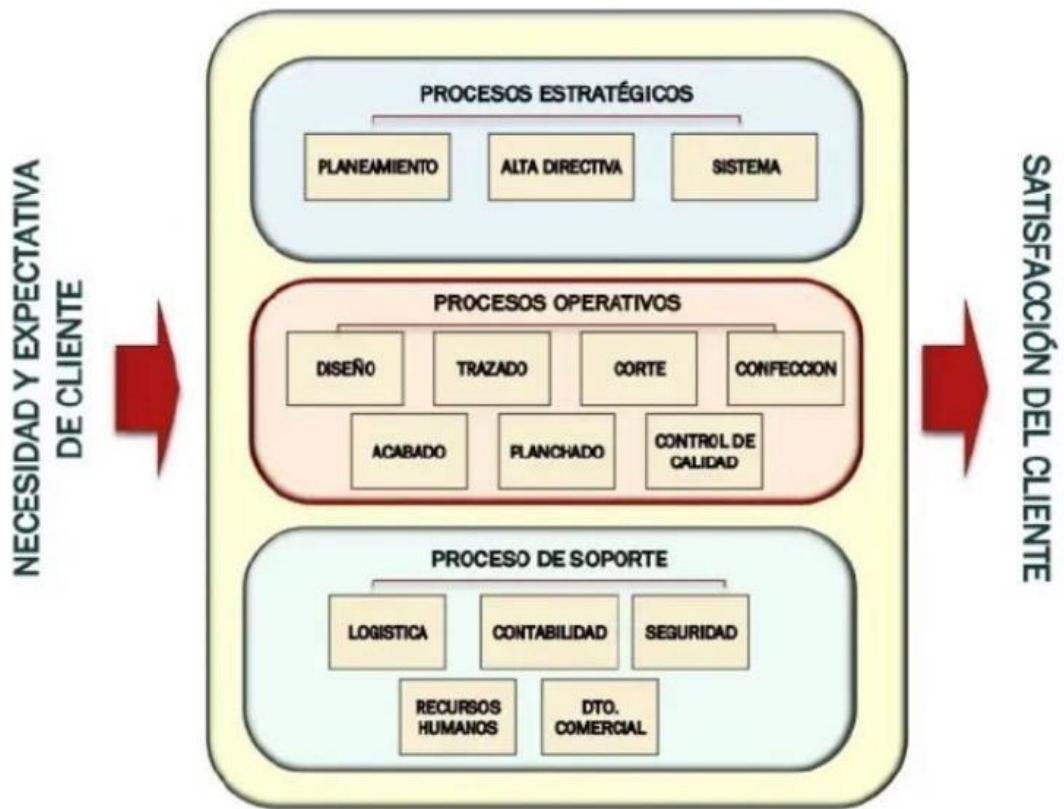 NECESIDAD Y EXPECTATIVA
DE CLIENTE
PROCESOS ESTRATÉGICOS
PLANEAMIENTO
ALTA DIRECTIVA
SISTEMA
PROCESOS OPERATIVOS
DISEÑO
TRAZADO
CORTE
CONFECCION
ACABADO
PLANCHADO
CONTROL DE
CALIDAD
PROCESO DE SOPORTE
LOGISTICA
CONTABILIDAD
SEGURIDAD
RECURSOS
HUMANOS
DTO.
COMERCIAL
SATISFACCIÓN DEL CLIENTE